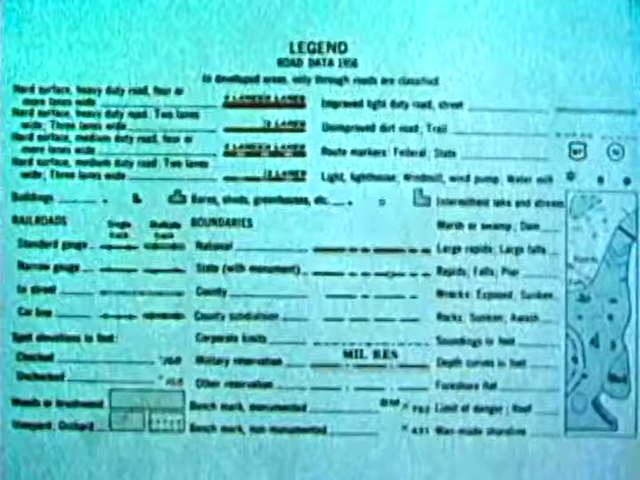 LEGEND
ROAD DATA 1956
In developed areas, only through roads are classified
Hard surface, heavy duty road, four or
more lanes wide
Improved light duty road, street
Hard surface, heavy duty road: Two lanes
wide; Three lanes wide
Unimproved dirt road; Trail
Hard surface, medium duty road, four or
more lanes wide
Route markers: Federal; State
Hard surface, medium duty road: Two lanes
wide; Three lanes wide
Light, lighthouse; Windmill, wind pump; Water mill
Buildings
Barns, sheds, greenhouses, etc.
Intermittent lake and stream
RAILROADS
Single track
Multiple track
BOUNDARIES
Marsh or swamp; Dam
Standard gauge
National
Large rapids; Large falls
Narrow gauge
State (with monument)
Rapids; Falls; Pier
In street
County
Wrecks: Exposed; Sunken
Car line
County subdivision
Rocks: Sunken; Awash
Spot elevations in feet:
Corporate limits
Soundings in feet
Checked
Military reservation
MIL RES
Depth curves in feet
Unchecked
Other reservation
Foreshore flat
Woods or brushwood
Bench mark, monumented
BM X 792
Limit of danger; Reef
Vineyard; Orchard
Bench mark, non-monumented
X 431
Man-made shoreline